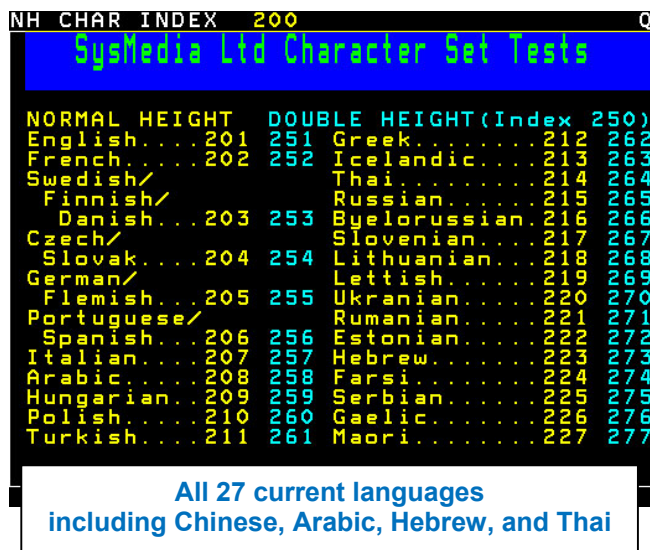 NH CHAR INDEX 200 Q
SysMedia Ltd Character Set Tests
NORMAL HEIGHT DOUBLE HEIGHT(Index 250)
English....201 251 Greek........212 262
French.....202 252 Icelandic....213 263
Swedish/ Thai.........214 264
Finnish/ Russian......215 265
Danish...203 253 Byelorussian.216 266
Czech/ Slovenian....217 267
Slovak....204 254 Lithuanian...218 268
German/ Lettish......219 269
Flemish...205 255 Ukranian.....220 270
Portuguese/ Rumanian.....221 271
Spanish...206 256 Estonian.....222 272
Italian....207 257 Hebrew.......223 273
Arabic.....208 258 Farsi........224 274
Hungarian..209 259 Serbian......225 275
Polish.....210 260 Gaelic.......226 276
Turkish....211 261 Maori........227 277
All 27 current languages
including Chinese, Arabic, Hebrew, and Thai